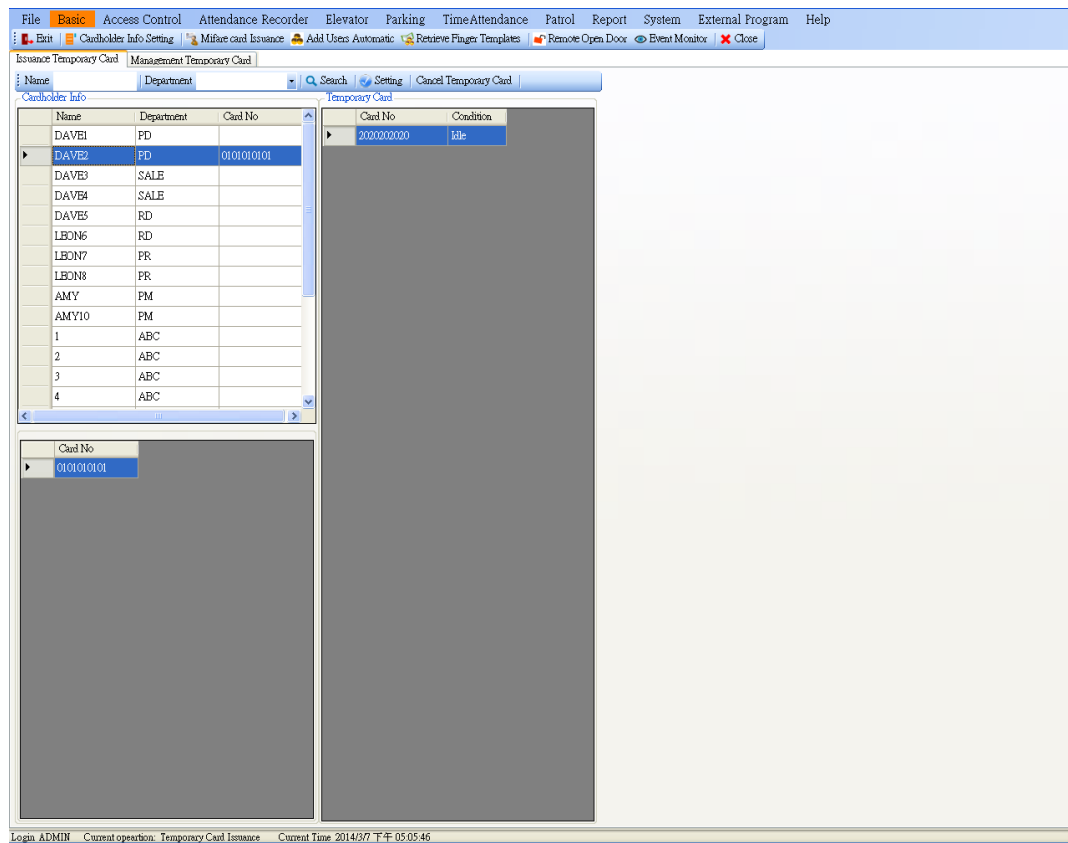 File Basic Access Control Attendance Recorder Elevator Parking TimeAttendance Patrol Report System External Program Help
Exit Cardholder Info Setting Mifare card Issuance Add Users Automatic Retrieve Finger Templates Remote Open Door Event Monitor Close
Issuance Temporary Card Management Temporary Card
Name Department Search Setting Cancel Temporary Card
Cardholder Info Temporary Card
Name Department Card No Card No Condition
DAVE1 PD 2020202020 Idle
DAVE2 PD 0101010101
DAVE3 SALE
DAVE4 SALE
DAVE5 RD
LEON6 RD
LEON7 PR
LEON8 PR
AMY PM
AMY10 PM
1 ABC
2 ABC
3 ABC
4 ABC
Card No
0101010101
Login ADMIN Current opeartion: Temporary Card Issuance Current Time 2014/3/7 下午 05:05:46